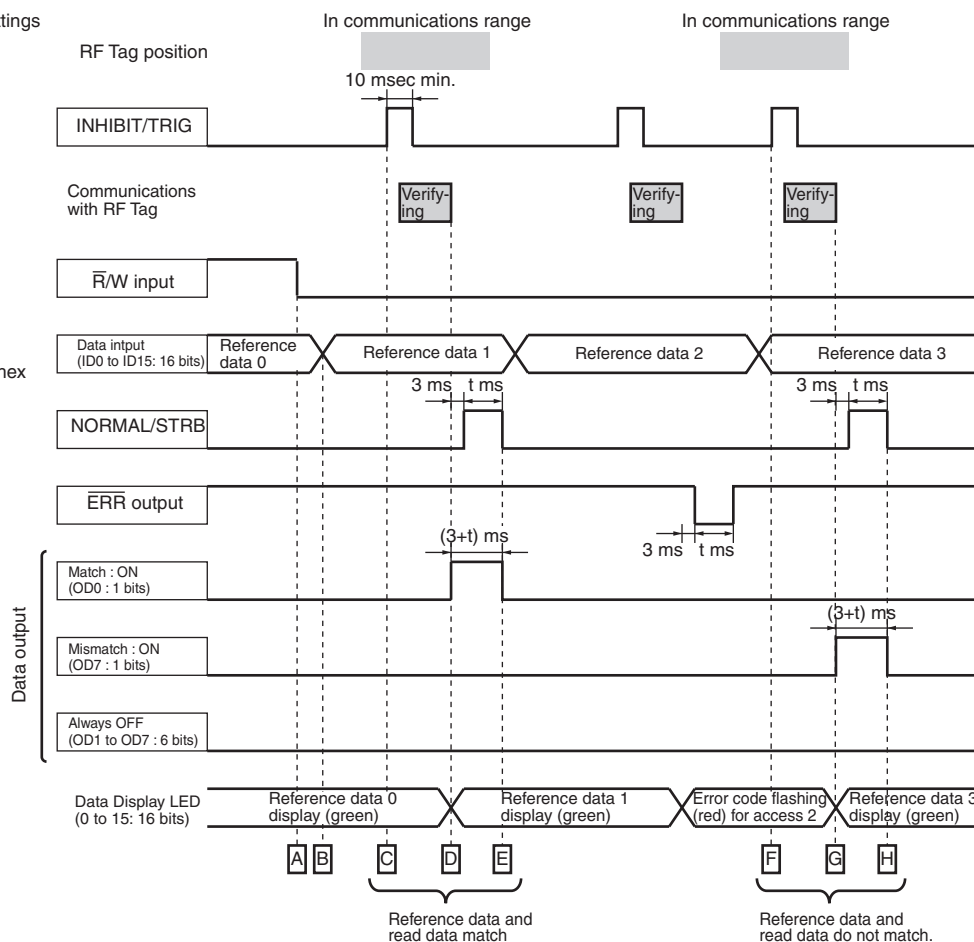 ttings
In communications range
In communications range
RF Tag position
10 msec min.
INHIBIT/TRIG
Communications
with RF Tag
Verify-
ing
Verify-
ing
Verify-
ing
R̅/W input
Data intput
(ID0 to ID15: 16 bits)
Reference
data 0
Reference data 1
Reference data 2
Reference data 3
hex
3 ms
t ms
3 ms
t ms
NORMAL/STRB
E̅R̅R̅ output
3 ms
t ms
(3+t) ms
Data output
Match : ON
(OD0 : 1 bits)
(3+t) ms
Mismatch : ON
(OD7 : 1 bits)
Always OFF
(OD1 to OD7 : 6 bits)
Data Display LED
(0 to 15: 16 bits)
Reference data 0
display (green)
Reference data 1
display (green)
Error code flashing
(red) for access 2
Reference data 3
display (green)
A
B
C
D
E
F
G
H
Reference data and
read data match
Reference data and
read data do not match.